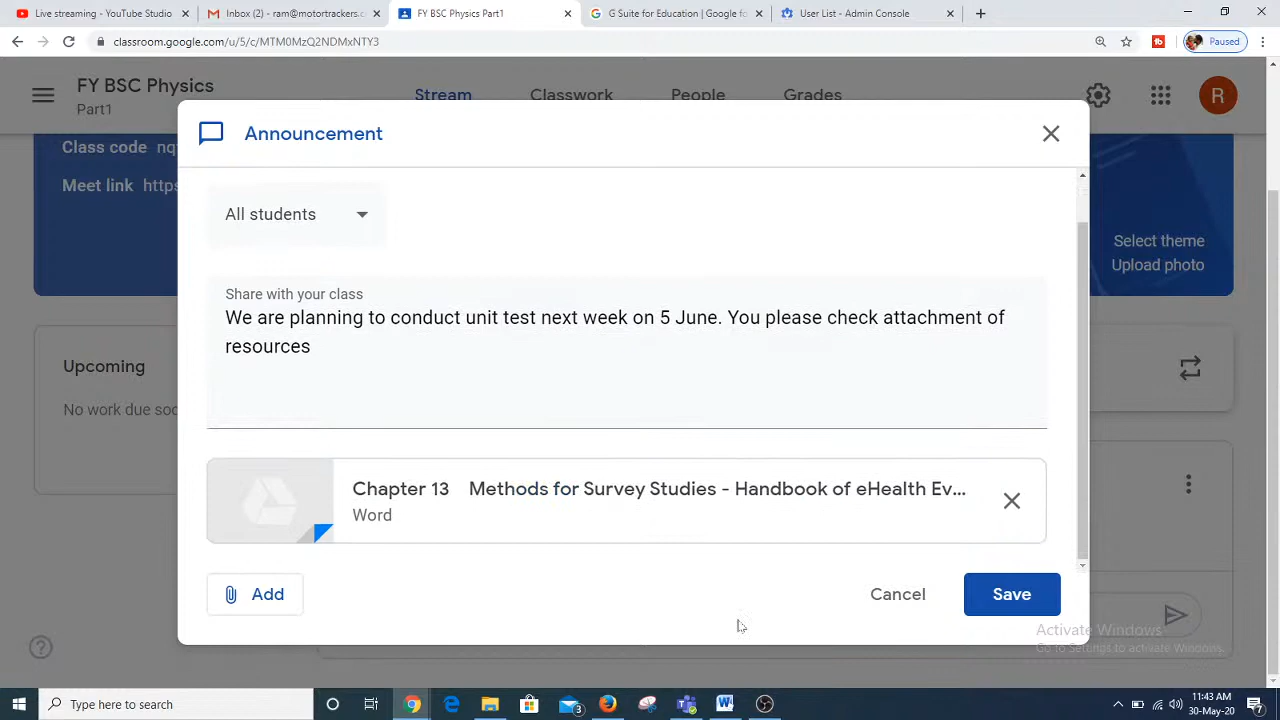 Live streaming - YouTube Studio
Inbox (2) - ram@motortrackers.c
FY BSC Physics Part1
G Suite for Education | Google fo
User List - Admin Console
classroom.google.com/u/5/c/MTM0MzQ2NDMxNTY3
Paused
FY BSC Physics
Part1
Stream
Classwork
People
Grades
R
Class code
Meet link https
Select theme
Upload photo
Announcement
All students
Share with your class
We are planning to conduct unit test next week on 5 June. You please check attachment of
resources
Upcoming
No work due soo
Chapter 13 Methods for Survey Studies - Handbook of eHealth Ev...
Word
Add
Cancel
Save
Activate Windows
Go to Settings to activate Windows.
Type here to search
3
11:43 AM
30-May-20
2